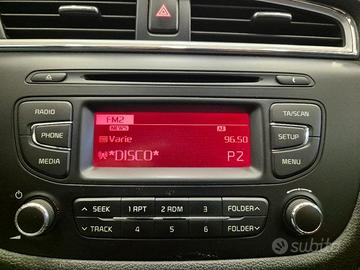 FM2
NEWS AF
Varie 96.50
*DISCO* P2
RADIO
PHONE
MEDIA
TA/SCAN
SETUP
MENU
SEEK 1 RPT 2 RDM 3 FOLDER
TRACK 4 5 6 FOLDER
subito